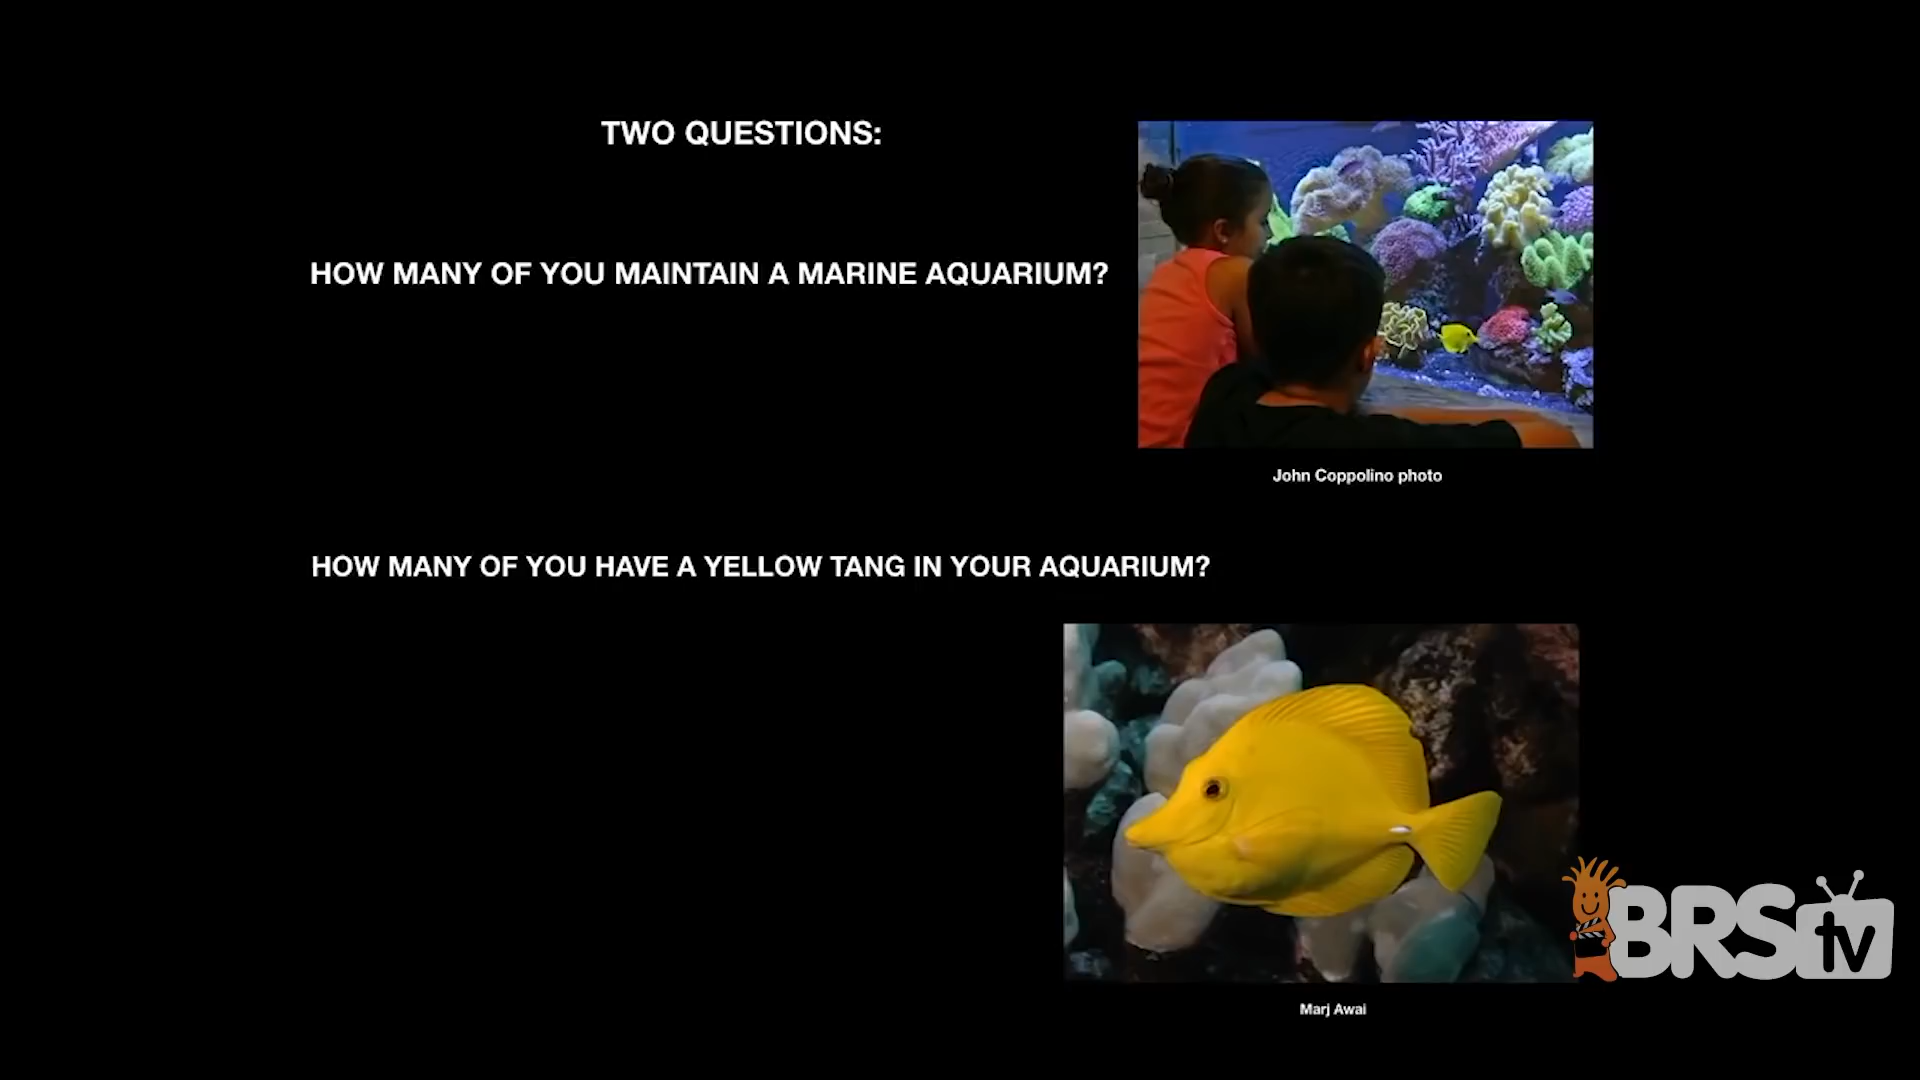 TWO QUESTIONS:
HOW MANY OF YOU MAINTAIN A MARINE AQUARIUM?
John Coppolino photo
HOW MANY OF YOU HAVE A YELLOW TANG IN YOUR AQUARIUM?
Marj Awai
BRStv